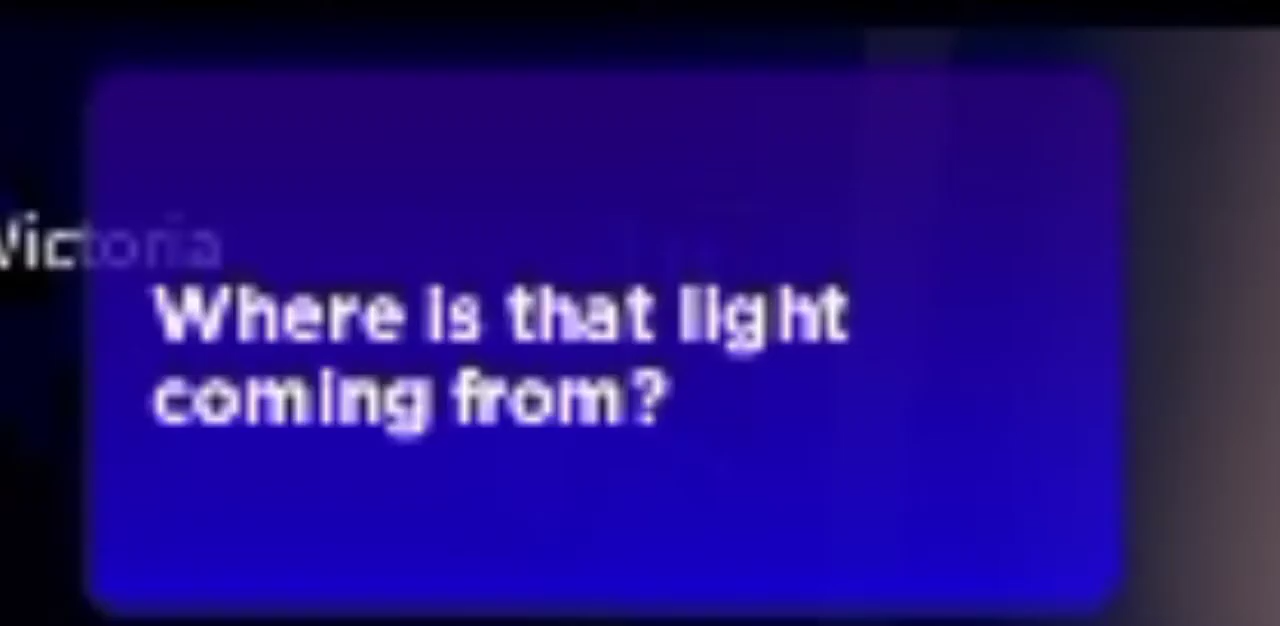 Victoria
Where is that light
coming from?